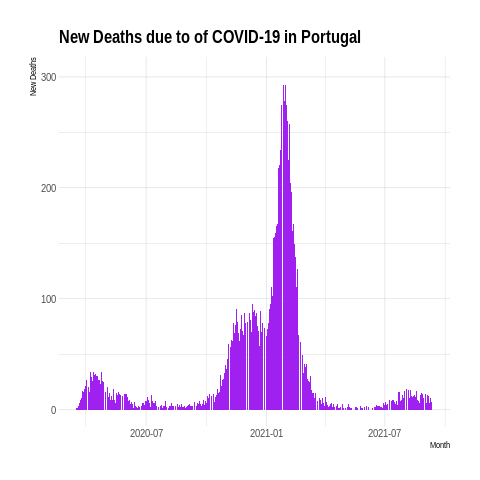 New Deaths due to of COVID-19 in Portugal
New Deaths
300
200
100
0
2020-07
2021-01
2021-07
Month